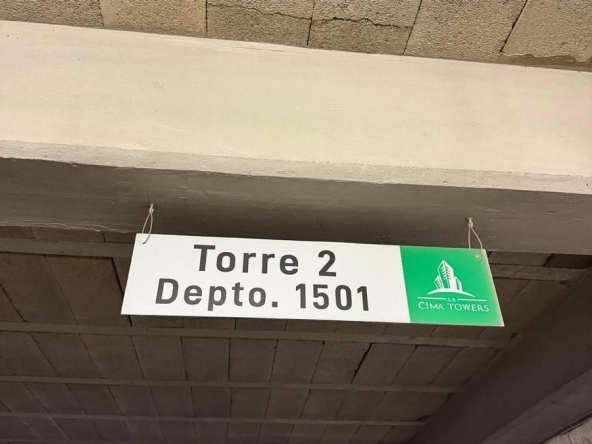 Torre 2
Depto. 1501
LA
CIMA TOWERS